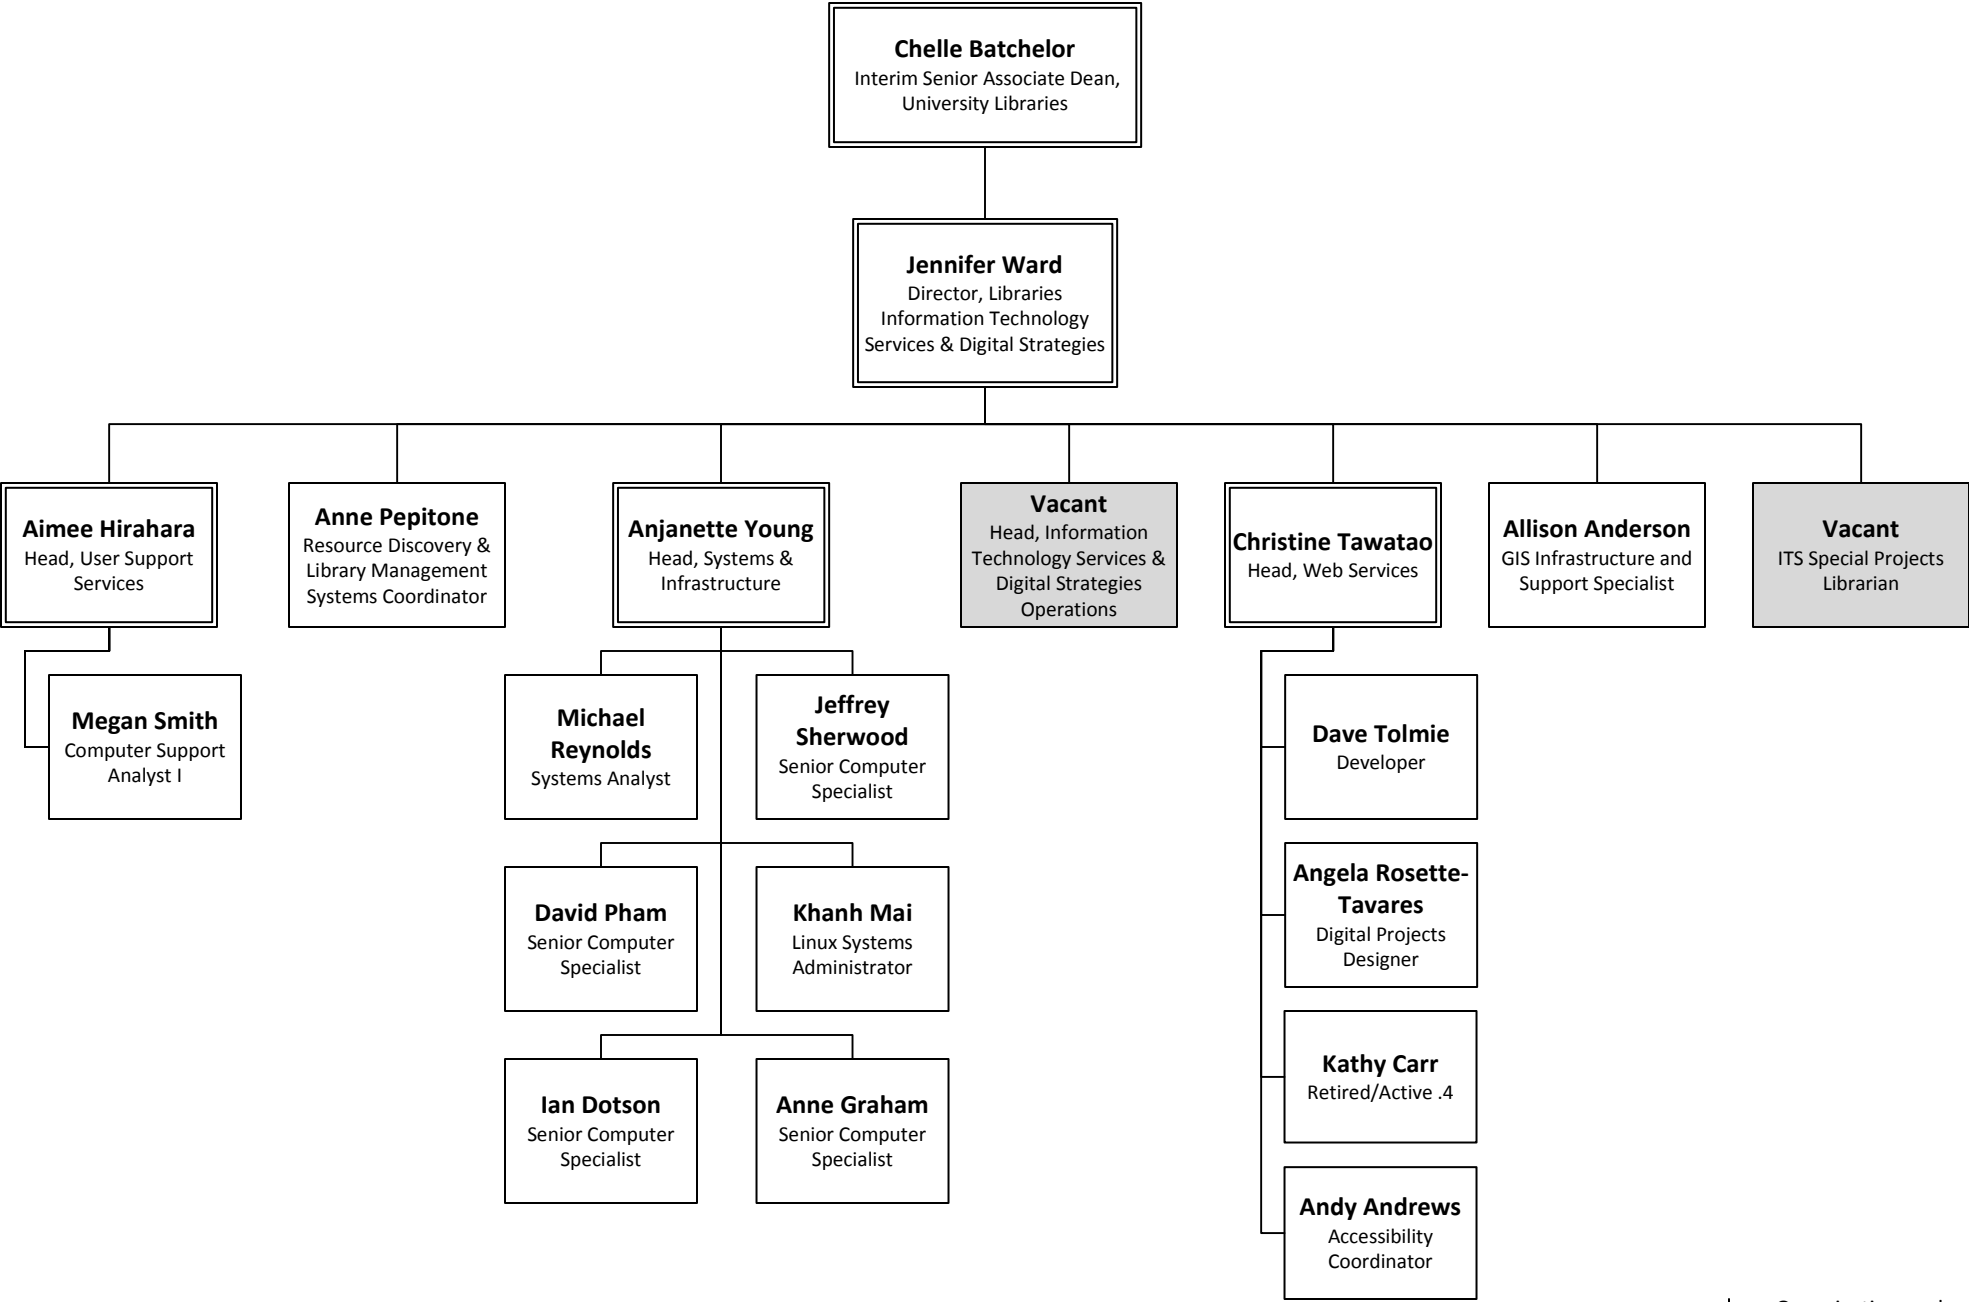 Chelle Batchelor
Interim Senior Associate Dean,
University Libraries
Jennifer Ward
Director, Libraries
Information Technology
Services & Digital Strategies
Aimee Hirahara
Head, User Support
Services
Anne Pepitone
Resource Discovery &
Library Management
Systems Coordinator
Anjanette Young
Head, Systems &
Infrastructure
Vacant
Head, Information
Technology Services &
Digital Strategies
Operations
Christine Tawatao
Head, Web Services
Allison Anderson
GIS Infrastructure and
Support Specialist
Vacant
ITS Special Projects
Librarian
Megan Smith
Computer Support
Analyst I
Michael
Reynolds
Systems Analyst
Jeffrey
Sherwood
Senior Computer
Specialist
David Pham
Senior Computer
Specialist
Khanh Mai
Linux Systems
Administrator
Ian Dotson
Senior Computer
Specialist
Anne Graham
Senior Computer
Specialist
Dave Tolmie
Developer
Angela Rosette-
Tavares
Digital Projects
Designer
Kathy Carr
Retired/Active .4
Andy Andrews
Accessibility
Coordinator